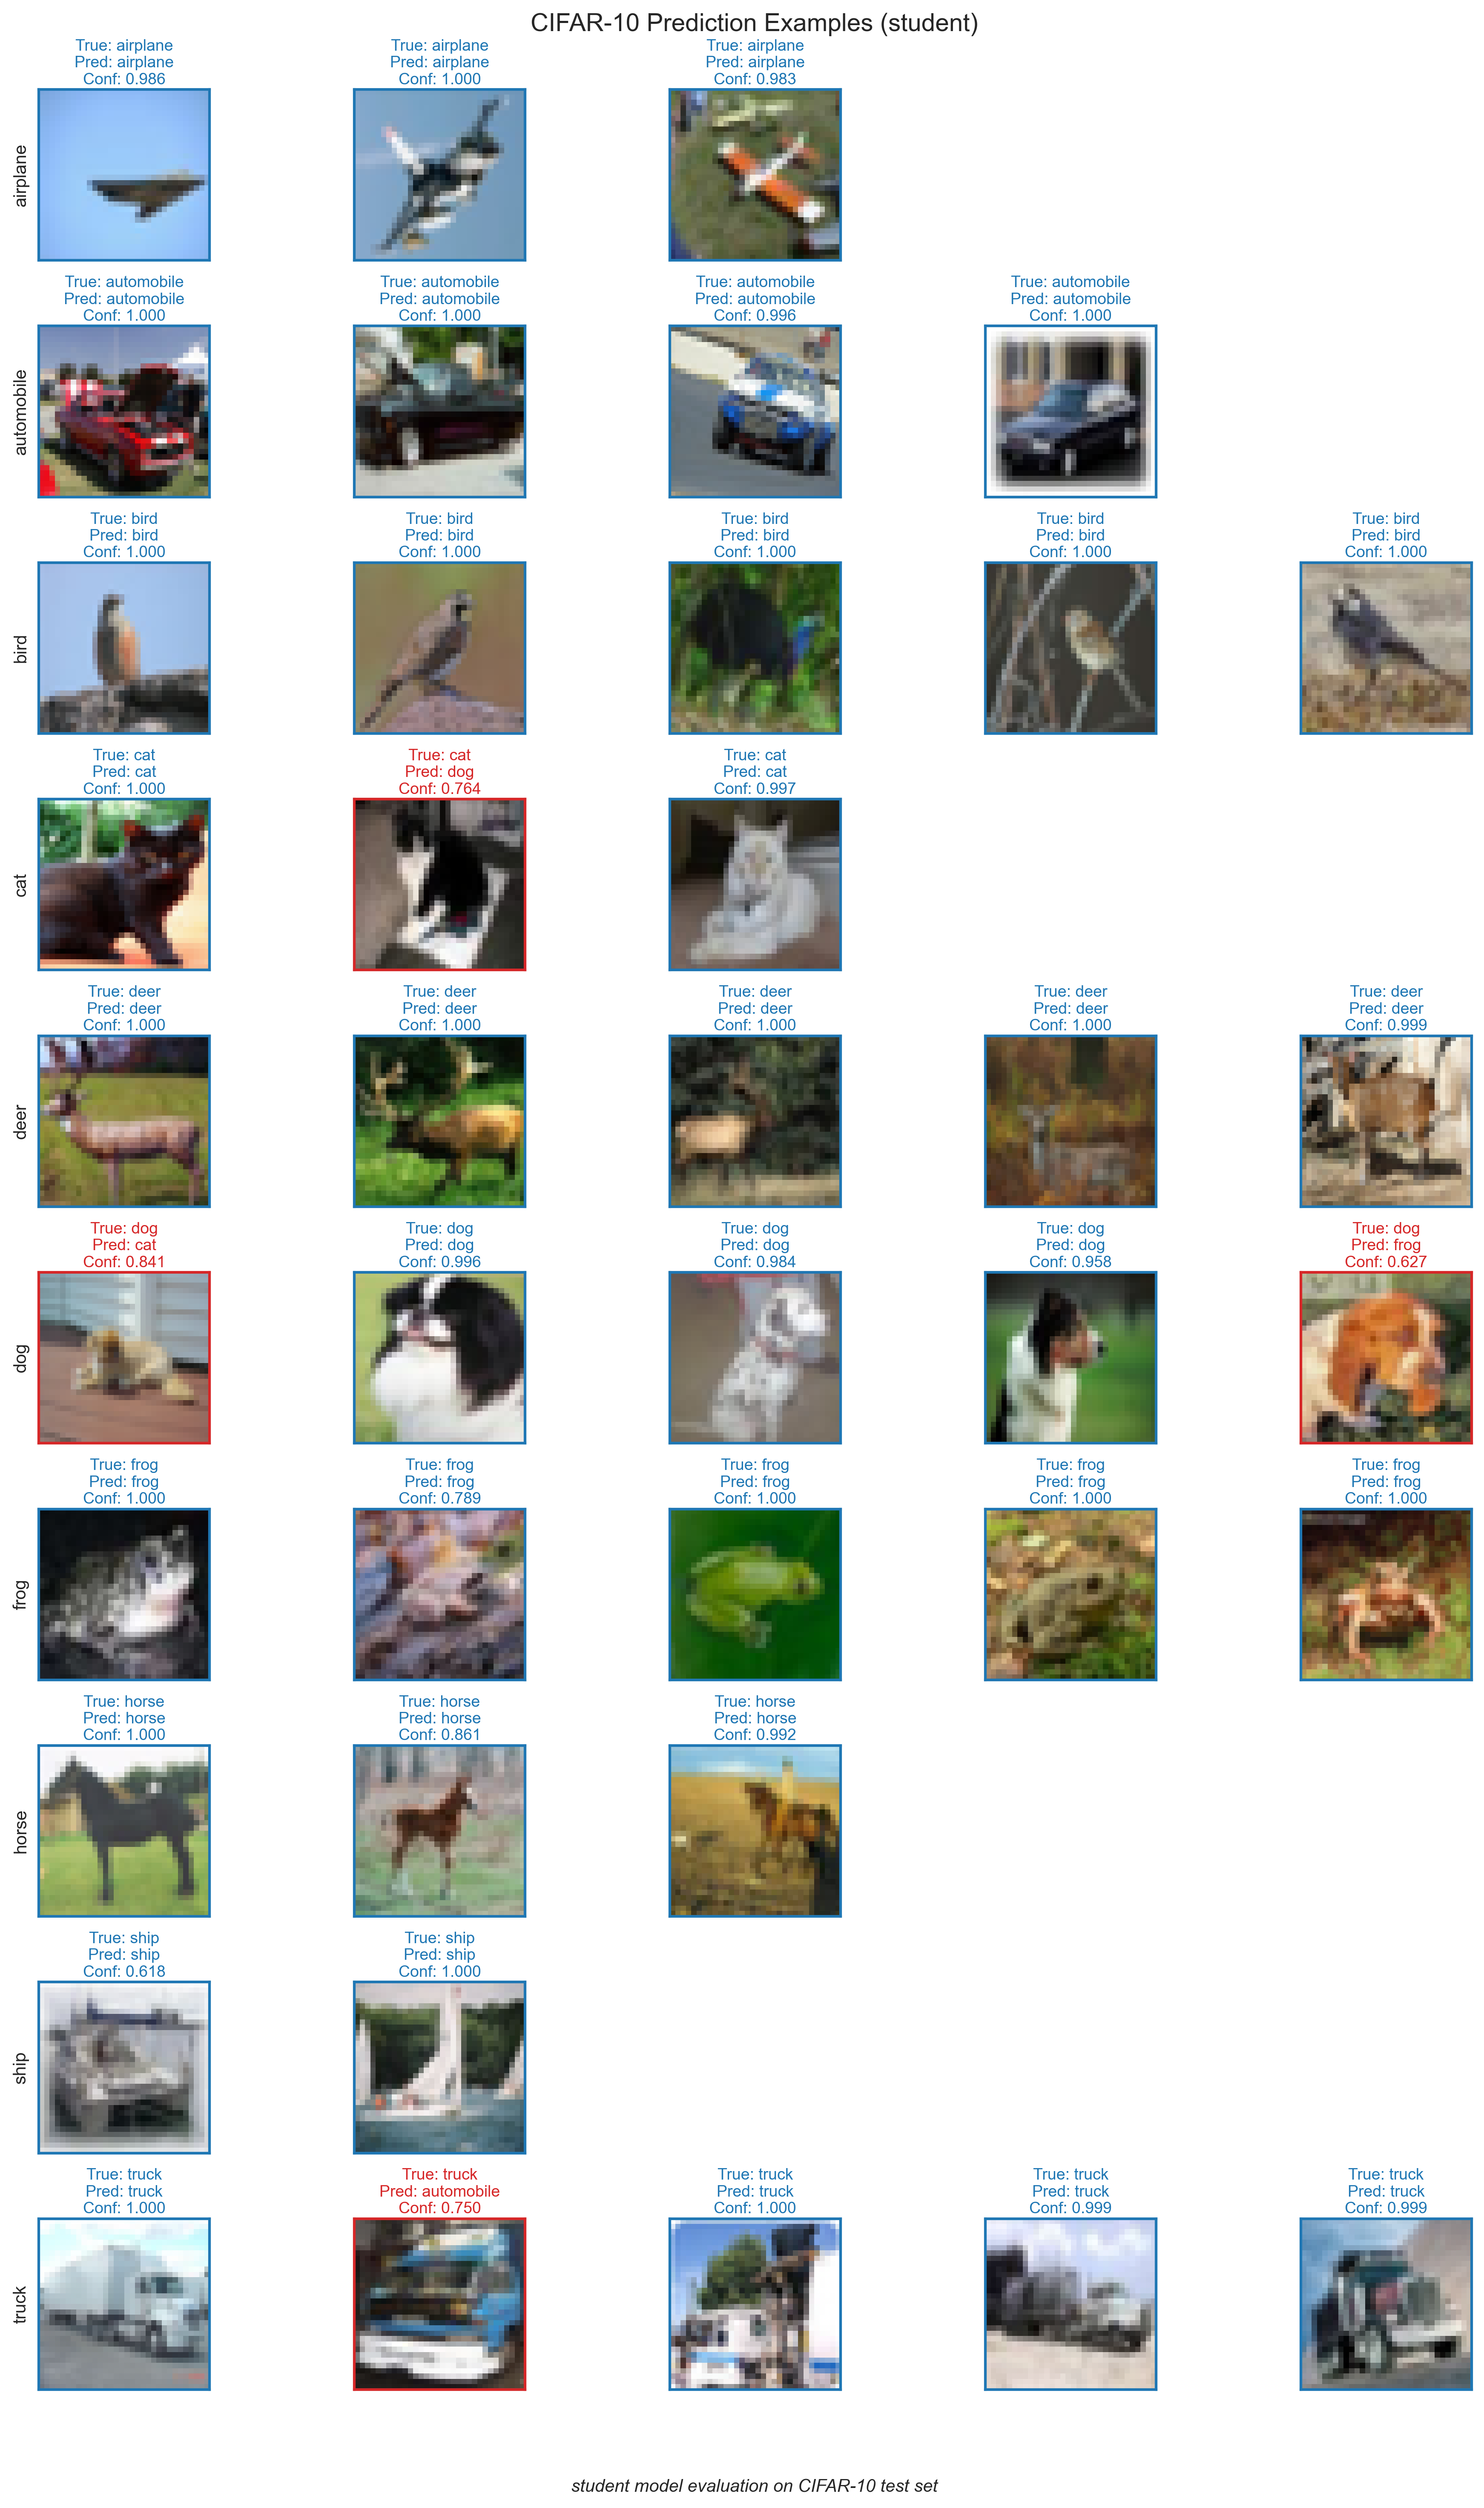 CIFAR-10 Prediction Examples (student)
True: airplane
Pred: airplane
Conf: 0.986
True: airplane
Pred: airplane
Conf: 1.000
True: airplane
Pred: airplane
Conf: 0.983
airplane
True: automobile
Pred: automobile
Conf: 1.000
True: automobile
Pred: automobile
Conf: 1.000
True: automobile
Pred: automobile
Conf: 0.996
True: automobile
Pred: automobile
Conf: 1.000
automobile
True: bird
Pred: bird
Conf: 1.000
True: bird
Pred: bird
Conf: 1.000
True: bird
Pred: bird
Conf: 1.000
True: bird
Pred: bird
Conf: 1.000
True: bird
Pred: bird
Conf: 1.000
bird
True: cat
Pred: cat
Conf: 1.000
True: cat
Pred: dog
Conf: 0.764
True: cat
Pred: cat
Conf: 0.997
cat
True: deer
Pred: deer
Conf: 1.000
True: deer
Pred: deer
Conf: 1.000
True: deer
Pred: deer
Conf: 1.000
True: deer
Pred: deer
Conf: 1.000
True: deer
Pred: deer
Conf: 0.999
deer
True: dog
Pred: cat
Conf: 0.841
True: dog
Pred: dog
Conf: 0.996
True: dog
Pred: dog
Conf: 0.984
True: dog
Pred: dog
Conf: 0.958
True: dog
Pred: frog
Conf: 0.627
dog
True: frog
Pred: frog
Conf: 1.000
True: frog
Pred: frog
Conf: 0.789
True: frog
Pred: frog
Conf: 1.000
True: frog
Pred: frog
Conf: 1.000
True: frog
Pred: frog
Conf: 1.000
frog
True: horse
Pred: horse
Conf: 1.000
True: horse
Pred: horse
Conf: 0.861
True: horse
Pred: horse
Conf: 0.992
horse
True: ship
Pred: ship
Conf: 0.618
True: ship
Pred: ship
Conf: 1.000
ship
True: truck
Pred: truck
Conf: 1.000
True: truck
Pred: automobile
Conf: 0.750
True: truck
Pred: truck
Conf: 1.000
True: truck
Pred: truck
Conf: 0.999
True: truck
Pred: truck
Conf: 0.999
truck
student model evaluation on CIFAR-10 test set